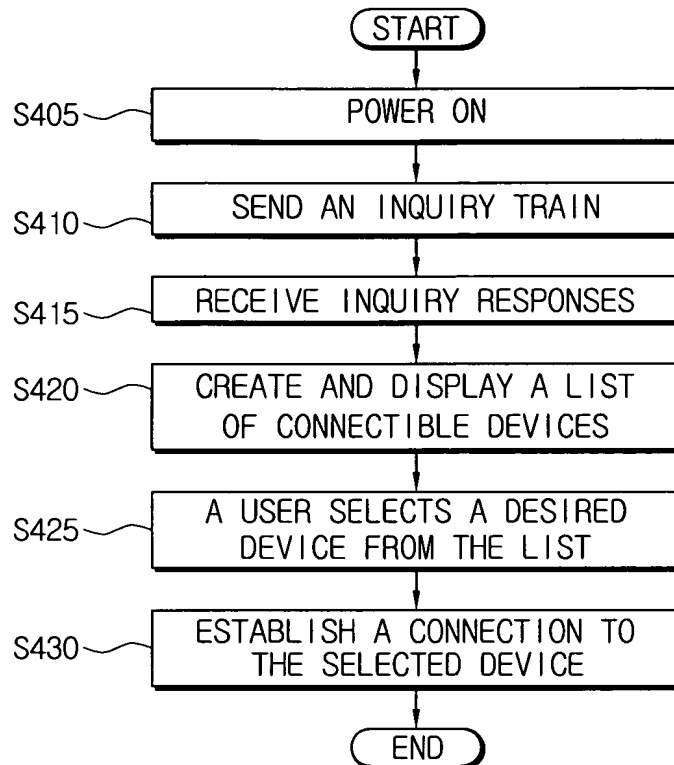 START
S405
POWER ON
S410
SEND AN INQUIRY TRAIN
S415
RECEIVE INQUIRY RESPONSES
S420
CREATE AND DISPLAY A LIST
OF CONNECTIBLE DEVICES
S425
A USER SELECTS A DESIRED
DEVICE FROM THE LIST
S430
ESTABLISH A CONNECTION TO
THE SELECTED DEVICE
END